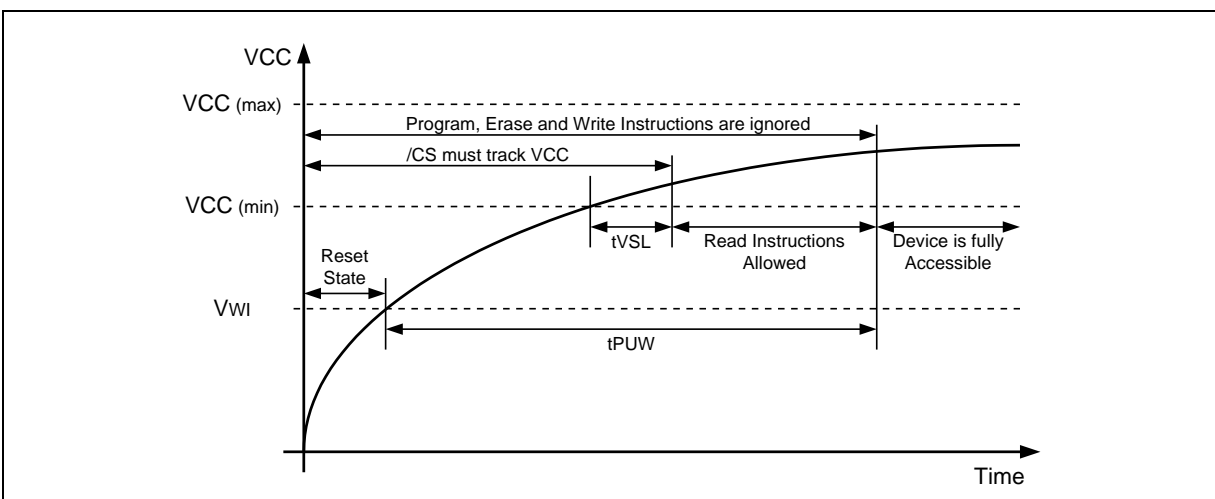 VCC
VCC (max)
Program, Erase and Write Instructions are ignored
/CS must track VCC
VCC (min)
tVSL
Read Instructions
Allowed
Device is fully
Accessible
Reset
State
VWI
tPUW
Time